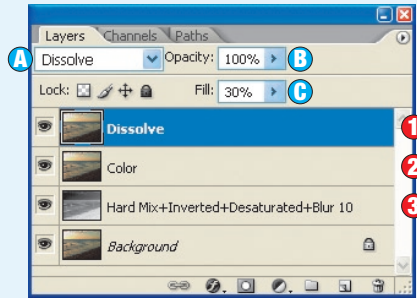 Layers Channels Paths
A Dissolve Opacity: 100% B
Lock: Fill: 30% C
Dissolve 1
Color 2
Hard Mix+Inverted+Desaturated+Blur 10 3
Background